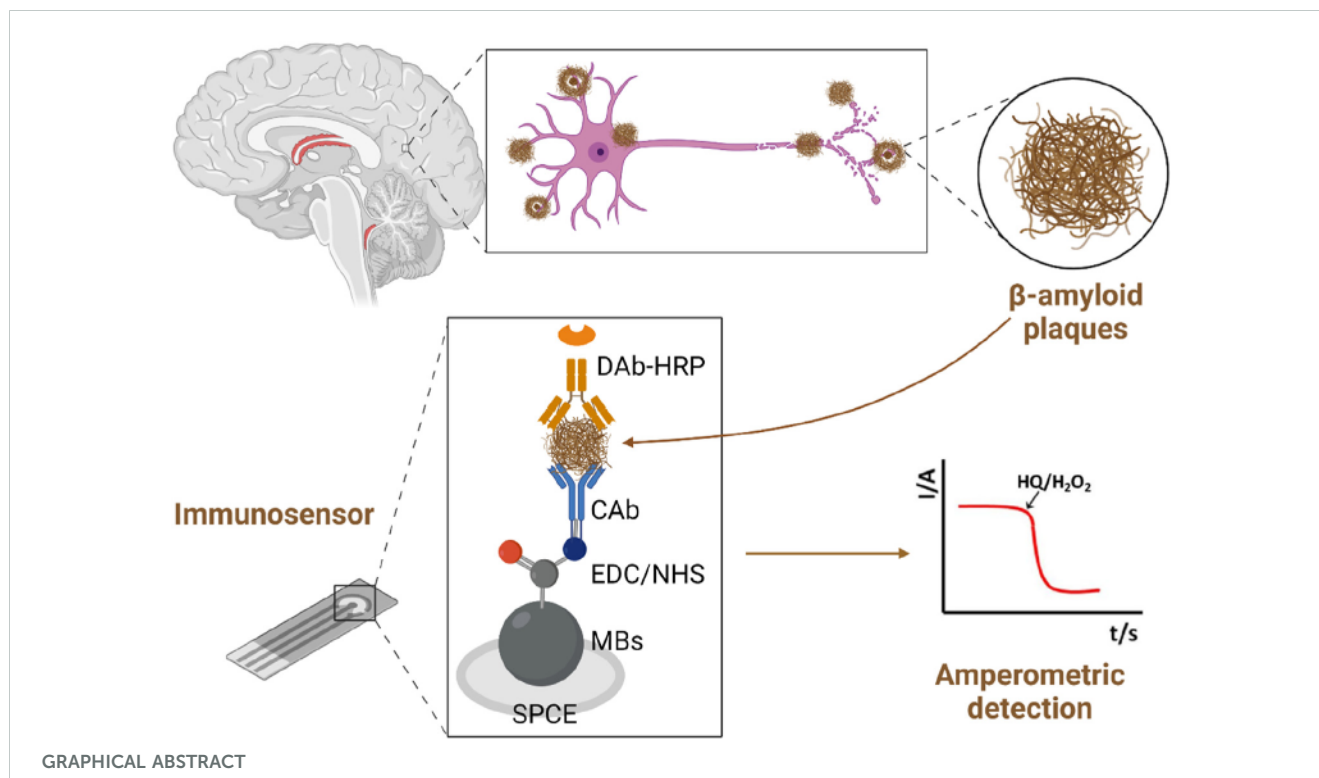 β-amyloid
plaques
DAb-HRP
CAb
EDC/NHS
MBs
SPCE
Immunosensor
I/A
HQ/H₂O₂
t/s
Amperometric
detection
GRAPHICAL ABSTRACT